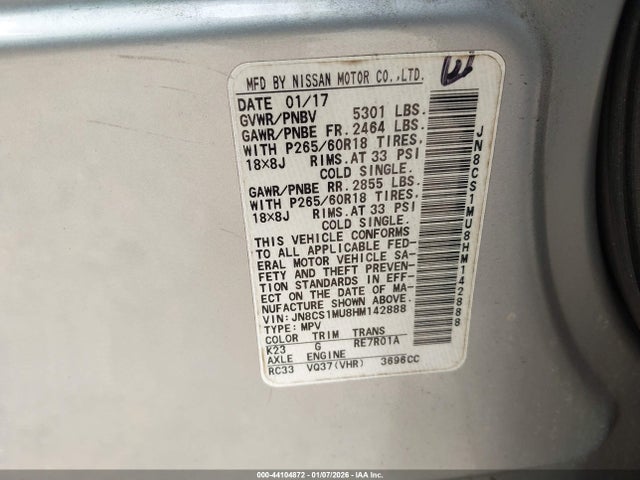 MFD BY NISSAN MOTOR CO.,LTD.
DATE 01/17
GVWR/PNBV 5301 LBS.
GAWR/PNBE FR. 2464 LBS.
WITH P265/60R18 TIRES.
18×8J RIMS.AT 33 PSI
COLD SINGLE.
GAWR/PNBE RR. 2855 LBS.
WITH P265/60R18 TIRES.
18×8J RIMS.AT 33 PSI
COLD SINGLE.
THIS VEHICLE CONFORMS
TO ALL APPLICABLE FED-
ERAL MOTOR VEHICLE SA-
FETY AND THEFT PREVEN-
TION STANDARDS IN EFF-
ECT ON THE DATE OF MA-
NUFACTURE SHOWN ABOVE.
VIN: JN8CS1MU8HM142888
TYPE: MPV
COLOR TRIM TRANS
K23 G RE7R01A
AXLE ENGINE
RC33 VQ37(VHR) 3696CC
JN8CS1MU8HM142888
000-44104872 - 01/07/2026 - IAAI.COM